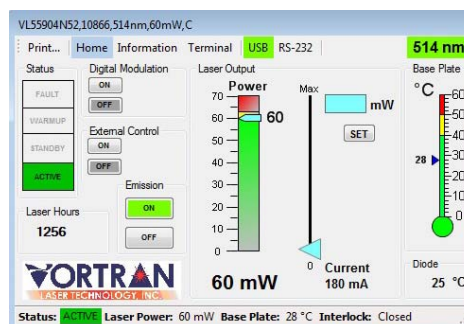 VL55904N52,10866,514nm,60mW,C
Print... Home Information Terminal USB RS-232 514 nm
Status
FAULT
WARMUP
STANDBY
ACTIVE
Digital Modulation
ON
OFF
External Control
ON
OFF
Emission
ON
OFF
Laser Hours
1256
VORTRAN
LASER TECHNOLOGY, INC.
Laser Output
Power
70
60
50
40
30
20
10
0
60
60 mW
Max
0
mW
SET
Current
180 mA
Base Plate
°C
60
50
40
30
20
10
0
28
Diode
25 °C
Status: ACTIVE Laser Power: 60 mW Base Plate: 28 °C Interlock: Closed